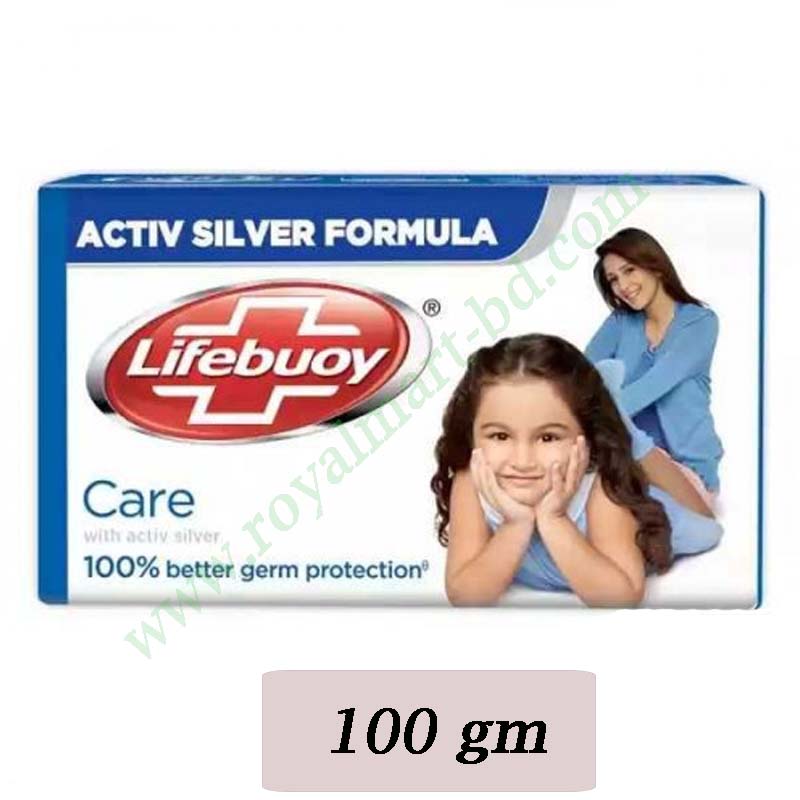 ACTIV SILVER FORMULA
Lifebuoy
®
Care
with activ silver
100% better germ protection
www.royalmart-bd.com
100 gm